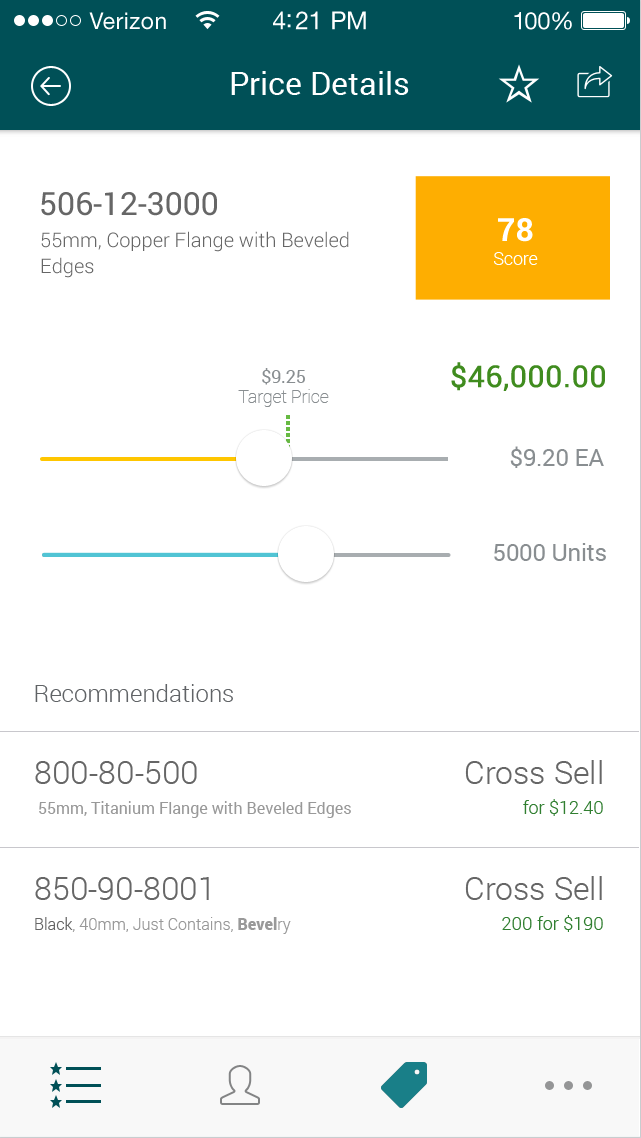 Verizon 4:21 PM 100%
Price Details
506-12-3000
55mm, Copper Flange with Beveled
Edges
78
Score
$9.25
Target Price
$46,000.00
$9.20 EA
5000 Units
Recommendations
800-80-500 Cross Sell
55mm, Titanium Flange with Beveled Edges for $12.40
850-90-8001 Cross Sell
Black, 40mm, Just Contains, Bevelry 200 for $190